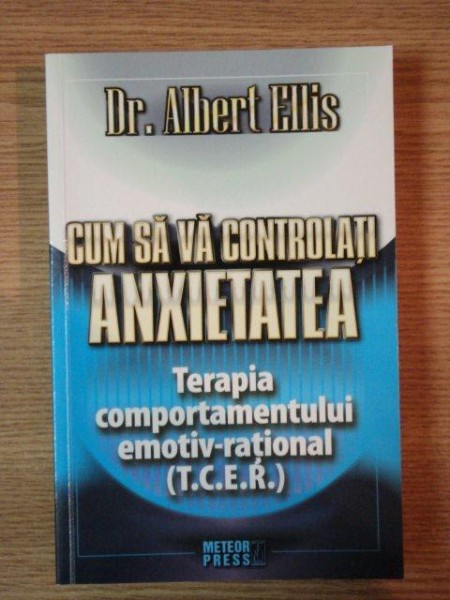 Dr. Albert Ellis
CUM SĂ VĂ CONTROLAȚI
ANXIETATEA
Terapia
comportamentului
emotiv-rațional
(T.C.E.R.)
METEOR
PRESS